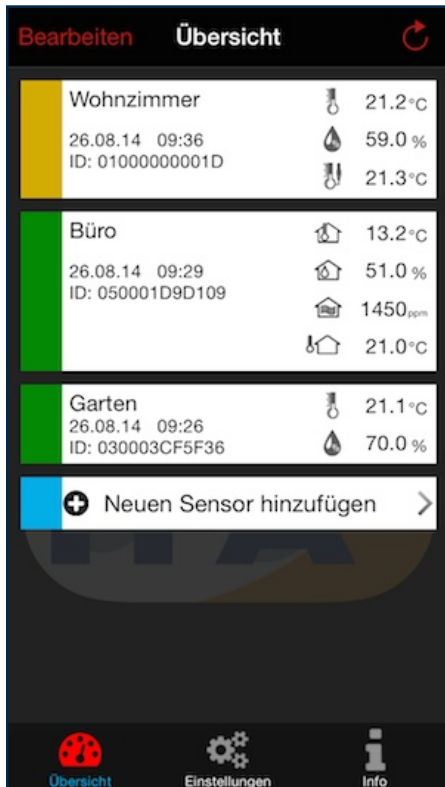 Bearbeiten Übersicht
Wohnzimmer 21.2°C
26.08.14 09:36 59.0 %
ID: 01000000001D
21.3°C
Büro 13.2°C
26.08.14 09:29 51.0 %
ID: 050001D9D109
1450ppm
21.0°C
Garten 21.1°C
26.08.14 09:26
ID: 030003CF5F36 70.0 %
Neuen Sensor hinzufügen
Übersicht Einstellungen Info